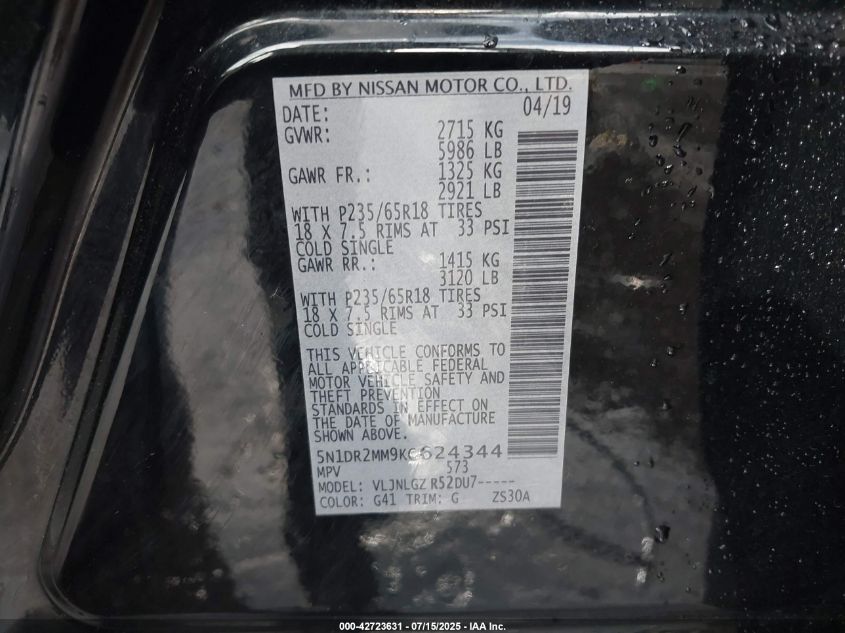 MFD BY NISSAN MOTOR CO., LTD.
DATE: 04/19
GVWR: 2715 KG
5986 LB
GAWR FR.: 1325 KG
2921 LB
WITH P235/65R18 TIRES
18 X 7.5 RIMS AT 33 PSI
COLD SINGLE
GAWR RR.: 1415 KG
3120 LB
WITH P235/65R18 TIRES
18 X 7.5 RIMS AT 33 PSI
COLD SINGLE
THIS VEHICLE CONFORMS TO
ALL APPLICABLE FEDERAL
MOTOR VEHICLE SAFETY AND
THEFT PREVENTION
STANDARDS IN EFFECT ON
THE DATE OF MANUFACTURE
SHOWN ABOVE.
5N1DR2MM9KC624344
MPV 573
MODEL: VLJNLGZ R52DU7-----
COLOR: G41 TRIM: G ZS30A
000-42723631 - 07/15/2025 - IAA Inc.